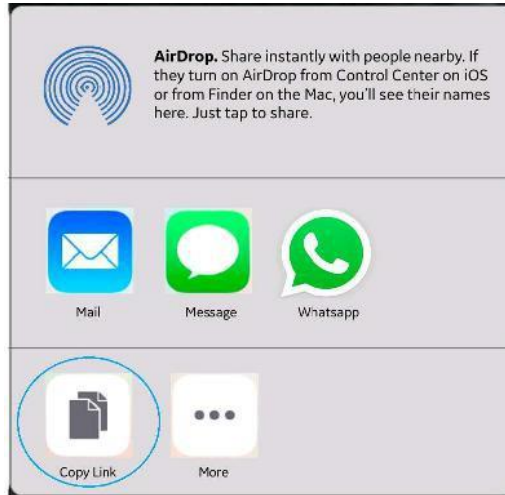 AirDrop. Share instantly with people nearby. If
they turn on AirDrop from Control Center on iOS
or from Finder on the Mac, you'll see their names
here. Just tap to share.
Mail Message Whatsapp
Copy Link More